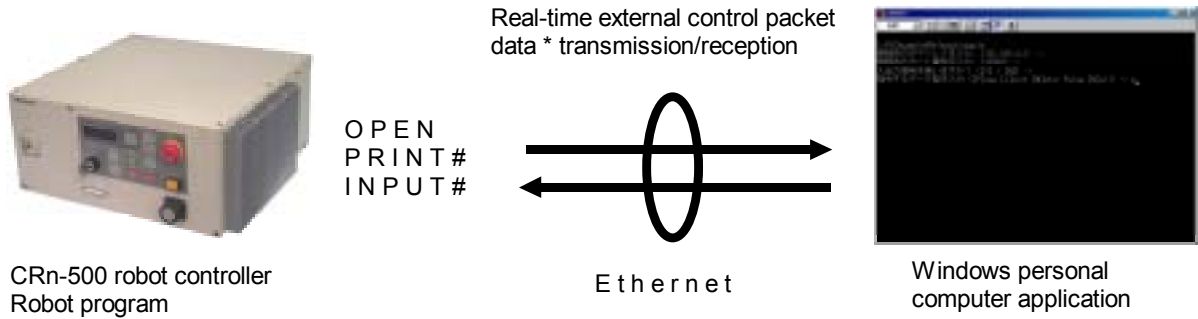 Real-time external control packet
data * transmission/reception
OPEN
PRINT#
INPUT#
Ethernet
CRn-500 robot controller
Robot program
Windows personal
computer application